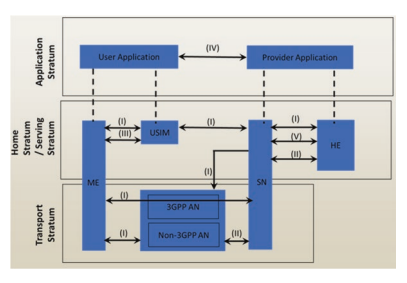 Application
Stratum
User Application
(IV)
Provider Application
Home
Stratum
/ Serving
Stratum
(I)
(III)
USIM
(I)
(I)
(V)
(II)
HE
ME
SN
(I)
Transport
Stratum
(I)
3GPP AN
Non-3GPP AN
(I)
(II)